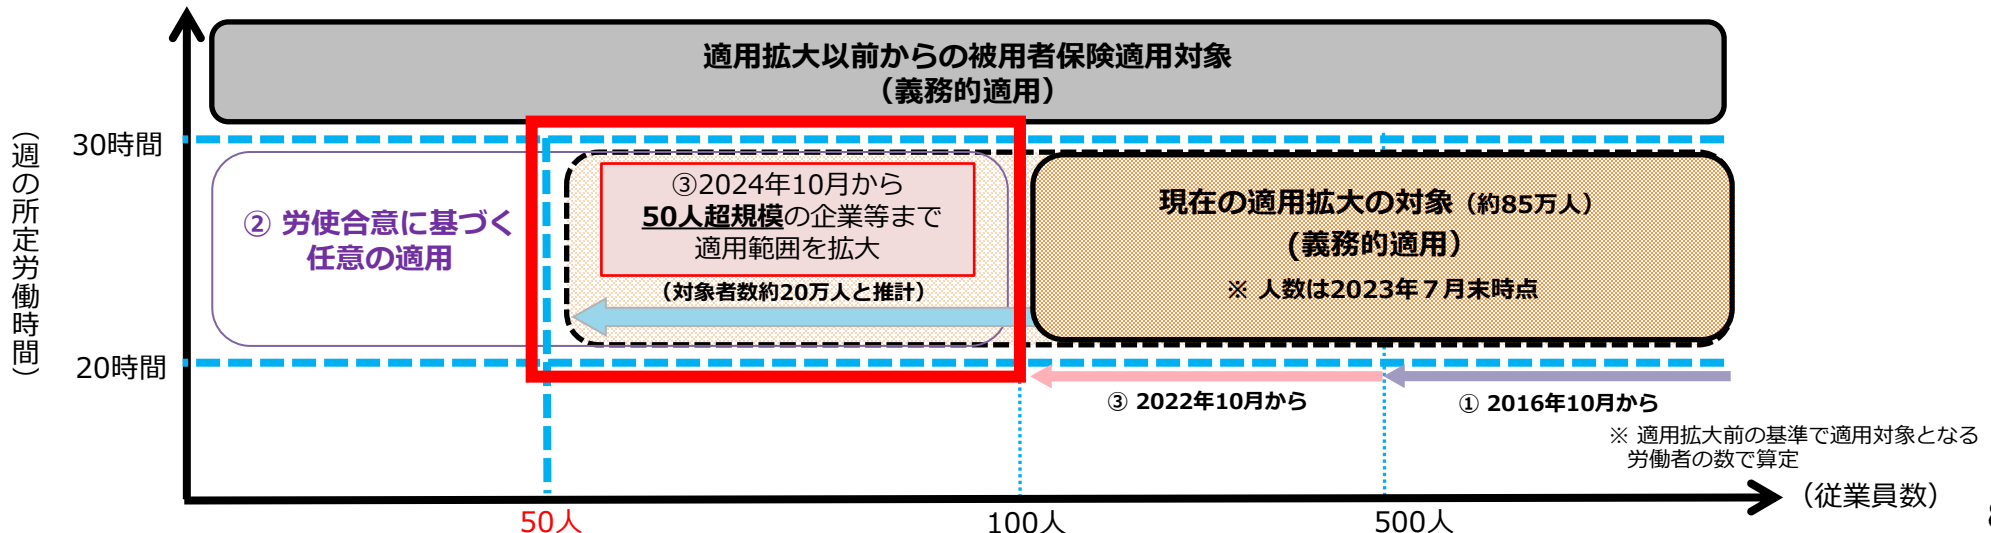 適用拡大以前からの被用者保険適用対象
（義務的適用）
（週の所定労働時間）
30時間
20時間
② 労使合意に基づく
任意の適用
③2024年10月から
50人超規模の企業等まで
適用範囲を拡大
（対象者数約20万人と推計）
現在の適用拡大の対象（約85万人）
(義務的適用）
※ 人数は2023年７月末時点
③ 2022年10月から
① 2016年10月から
※ 適用拡大前の基準で適用対象となる
労働者の数で算定
（従業員数）
50人
100人
500人